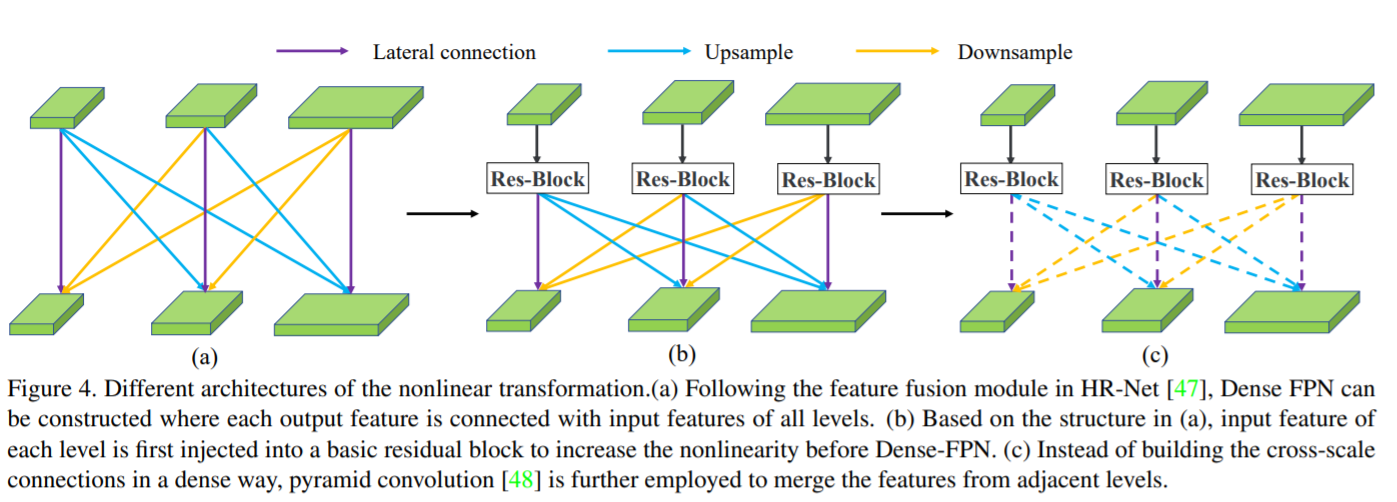 Lateral connection Upsample Downsample
Res-Block Res-Block Res-Block Res-Block Res-Block Res-Block
(a) (b) (c)
Figure 4. Different architectures of the nonlinear transformation.(a) Following the feature fusion module in HR-Net [47], Dense FPN can
be constructed where each output feature is connected with input features of all levels. (b) Based on the structure in (a), input feature of
each level is first injected into a basic residual block to increase the nonlinearity before Dense-FPN. (c) Instead of building the cross-scale
connections in a dense way, pyramid convolution [48] is further employed to merge the features from adjacent levels.